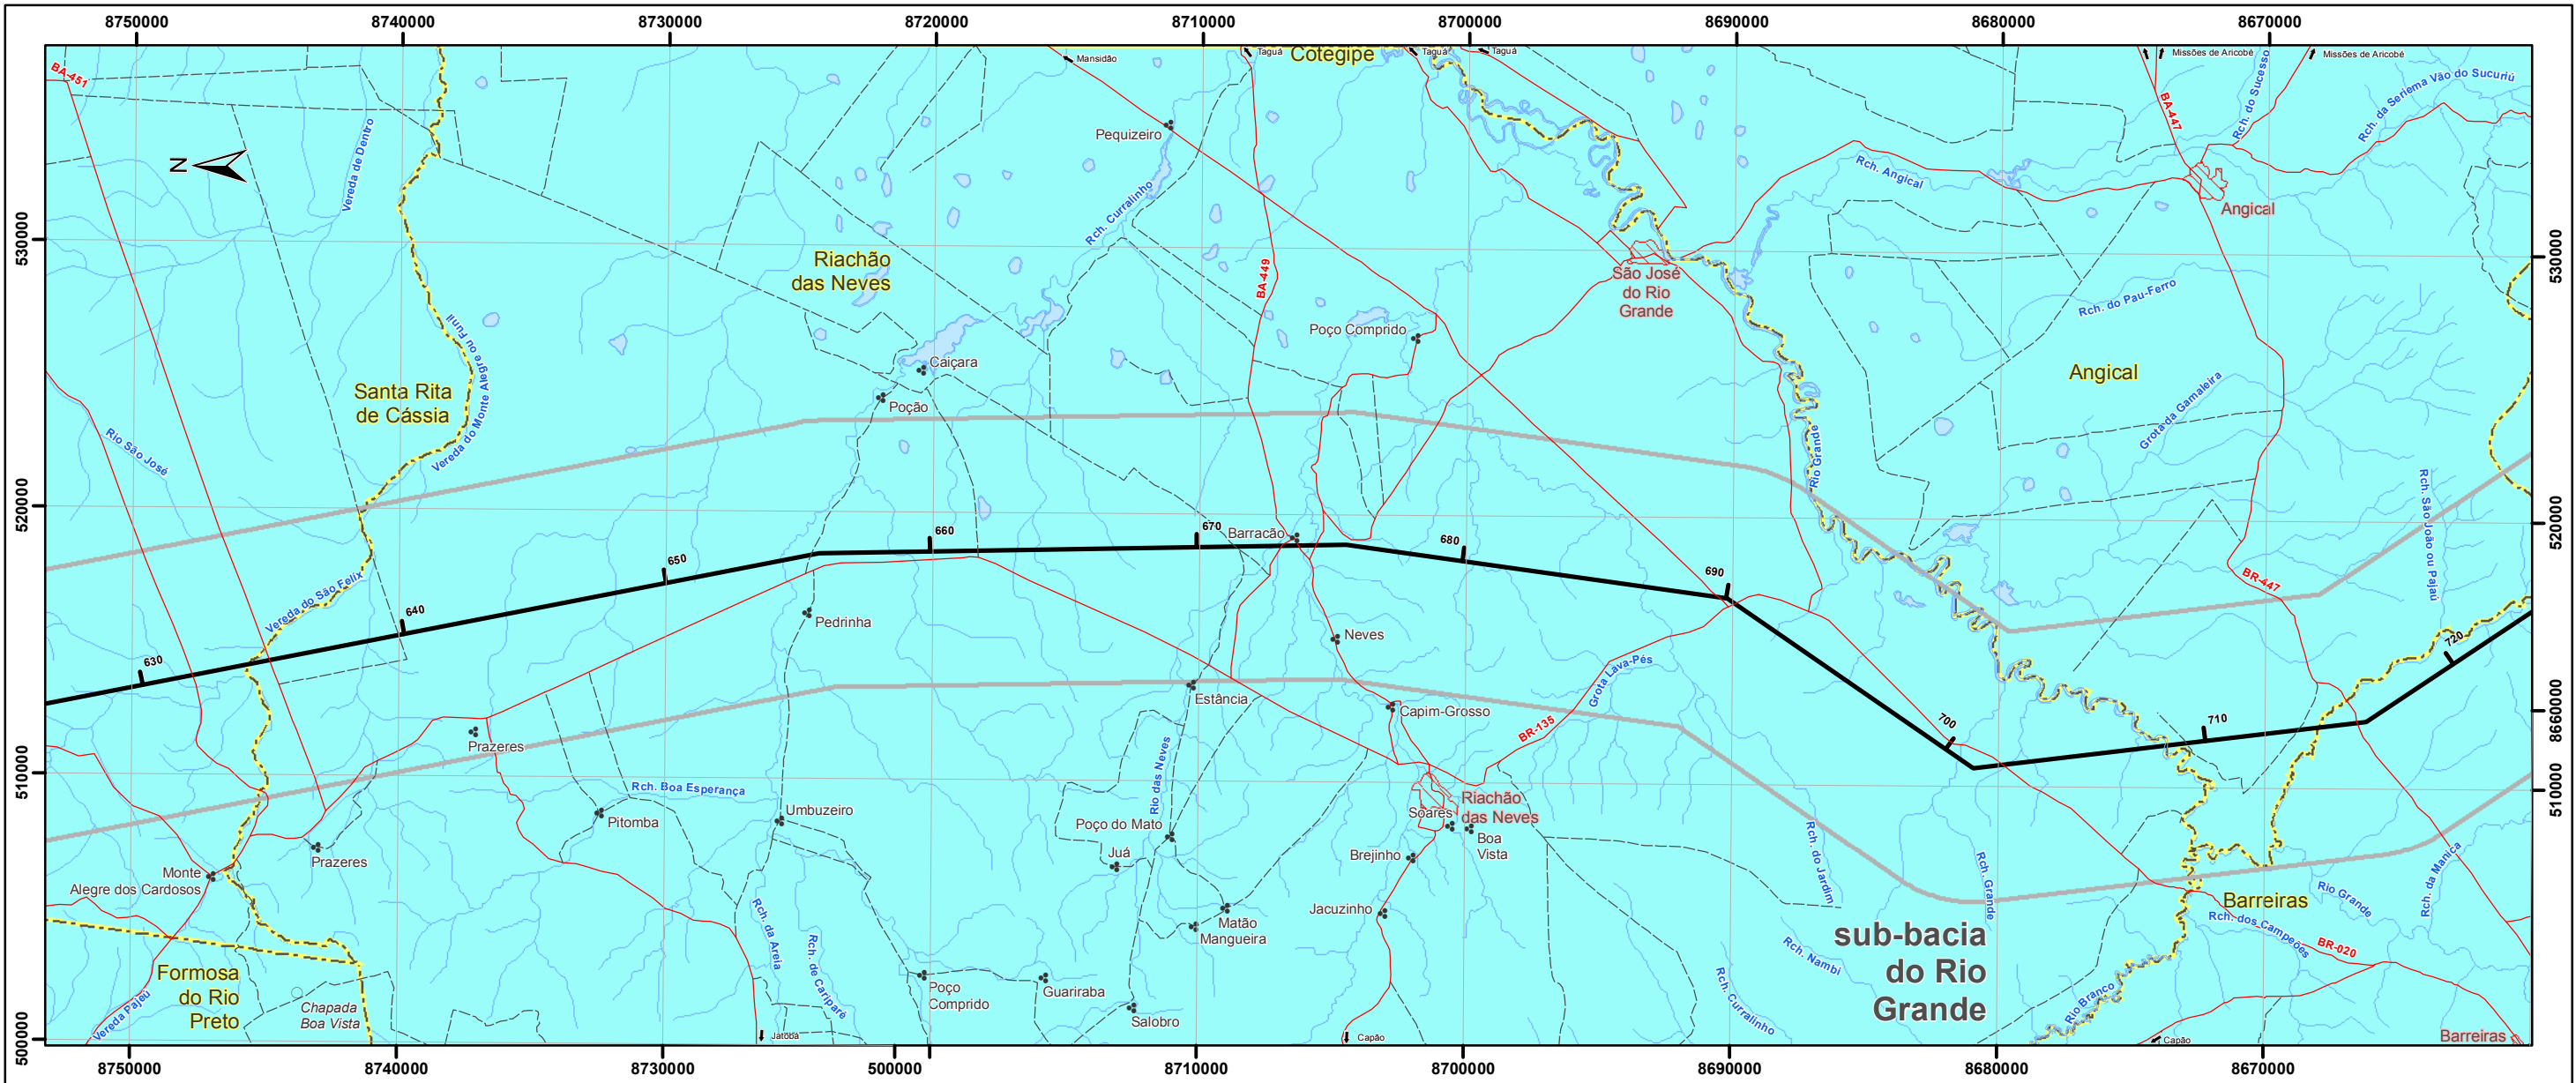 8750000
8740000
8730000
8720000
8710000
8700000
8690000
8680000
8670000
BA-451
Mansidão
Taguá
Cotegipe
Taguá
Taguá
Missões de Aricobé
Missões de Aricobé
Rch. do Sucesso
Rch. da Seriema Vão do Sucuriú
BA-447
Pequizeiro
Vereda de Dentro
N
Rch. Curralinho
Rch. Angical
Angical
530000
530000
Riachão
das Neves
BA-449
São José
do Rio
Grande
Rch. do Pau-Ferro
Poço Comprido
Vereda do Monte Alegre ou Funil
Caiçara
Angical
Santa Rita
de Cássia
Poção
Grota da Gamaleira
Rio São José
Rio Grande
Rch. São João ou Pajaú
520000
520000
660
670
680
Barracão
650
690
BR-447
Vereda do São Felix
640
Pedrinha
Neves
720
630
Grota Lava-Pés
Estância
Capim-Grosso
8660000
700
710
BR-135
Prazeres
Rio das Neves
510000
510000
Rch. Boa Esperança
Riachão
das Neves
Umbuzeiro
Soares
Pitomba
Poço do Mato
Boa
Vista
Juá
Brejinho
Prazeres
Rch. do Jardim
Rch. Grande
Rch. da Manica
Monte
Alegre dos Cardosos
Barreiras
Rio Grande
Jacuzinho
Matão
Mangueira
Rch. dos Campeões
Rch. da Areia
Rch. de Cariparé
sub-bacia
do Rio
Grande
Rch. Nambi
BR-020
Formosa
do Rio
Preto
Poço
Comprido
Guariraba
Rch. Curralinho
Rio Branco
Vereda Pajeú
Chapada
Boa Vista
Salobro
Jatobá
Capão
Capão
Barreiras
500000
8750000
8740000
8730000
500000
8710000
8700000
8690000
8680000
8670000